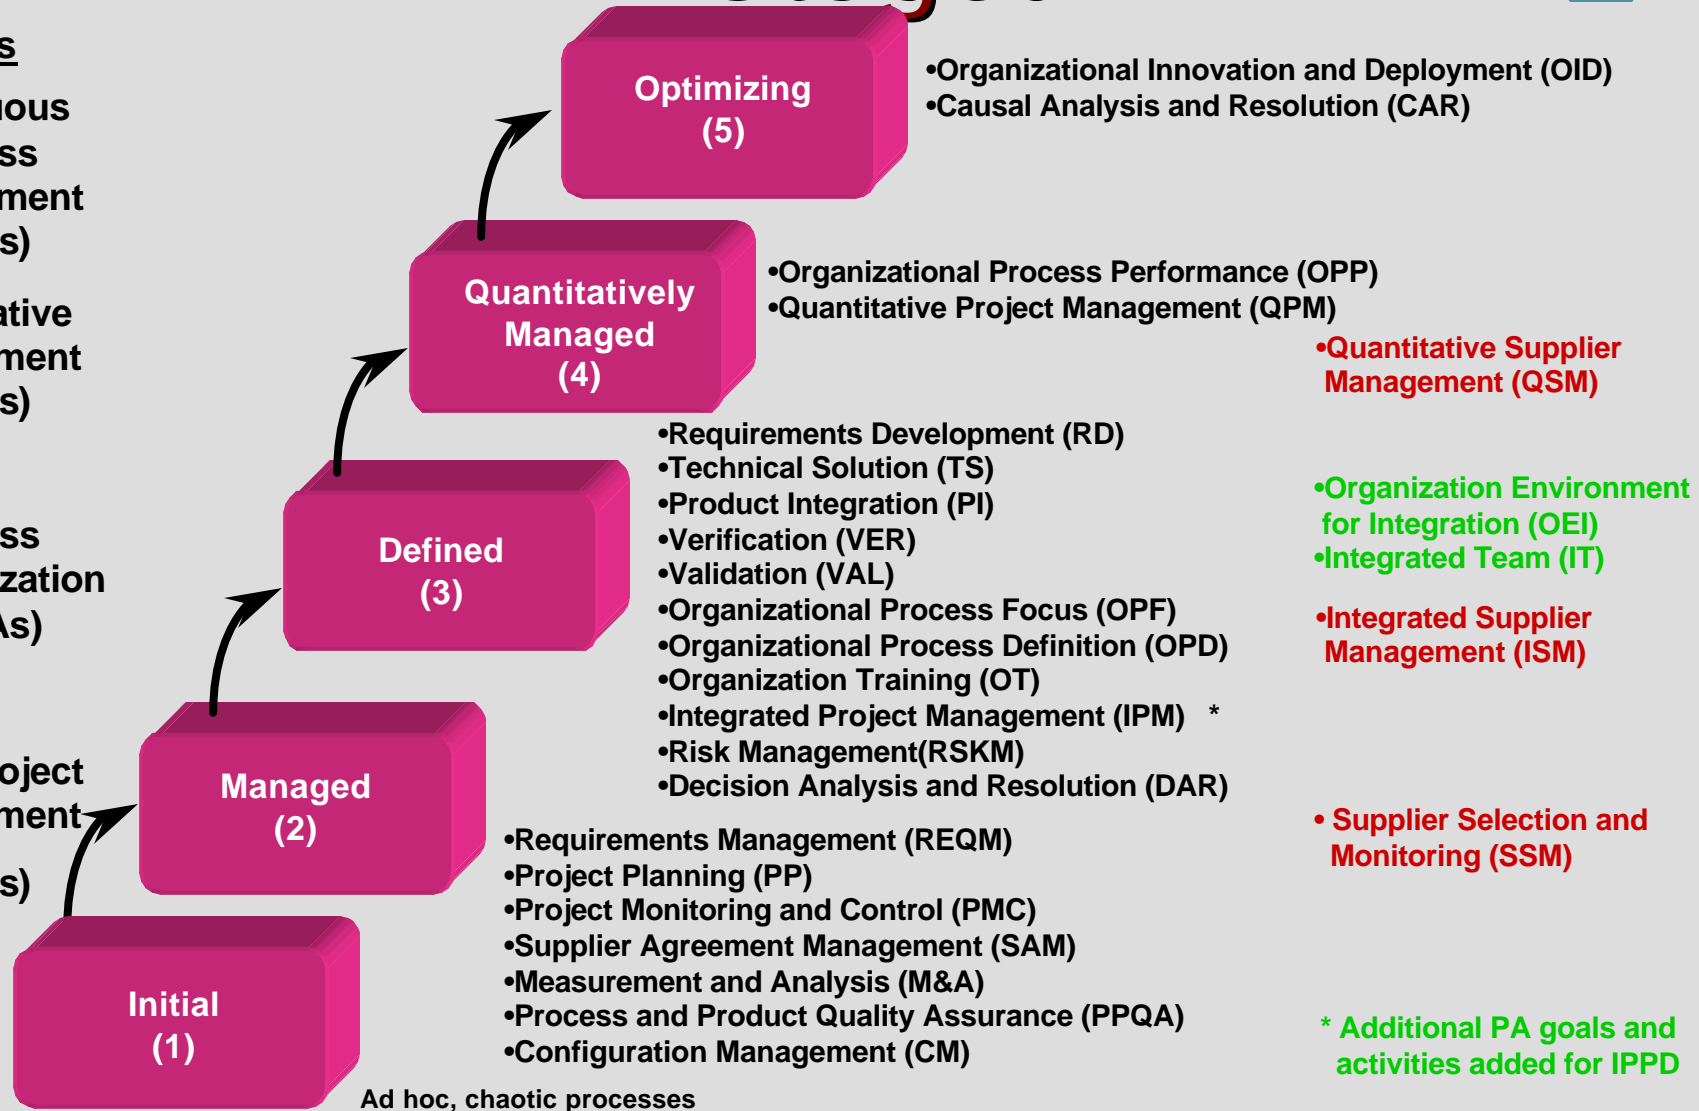 Optimizing
(5)
•Organizational Innovation and Deployment (OID)
•Causal Analysis and Resolution (CAR)
Quantitatively
Managed
(4)
•Organizational Process Performance (OPP)
•Quantitative Project Management (QPM)
•Quantitative Supplier
Management (QSM)
Defined
(3)
•Requirements Development (RD)
•Technical Solution (TS)
•Product Integration (PI)
•Verification (VER)
•Validation (VAL)
•Organizational Process Focus (OPF)
•Organizational Process Definition (OPD)
•Organization Training (OT)
•Integrated Project Management (IPM) *
•Risk Management(RSKM)
•Decision Analysis and Resolution (DAR)
•Organization Environment
for Integration (OEI)
•Integrated Team (IT)
•Integrated Supplier
Management (ISM)
Managed
(2)
•Requirements Management (REQM)
•Project Planning (PP)
•Project Monitoring and Control (PMC)
•Supplier Agreement Management (SAM)
•Measurement and Analysis (M&A)
•Process and Product Quality Assurance (PPQA)
•Configuration Management (CM)
• Supplier Selection and
Monitoring (SSM)
Initial
(1)
Ad hoc, chaotic processes
* Additional PA goals and
activities added for IPPD